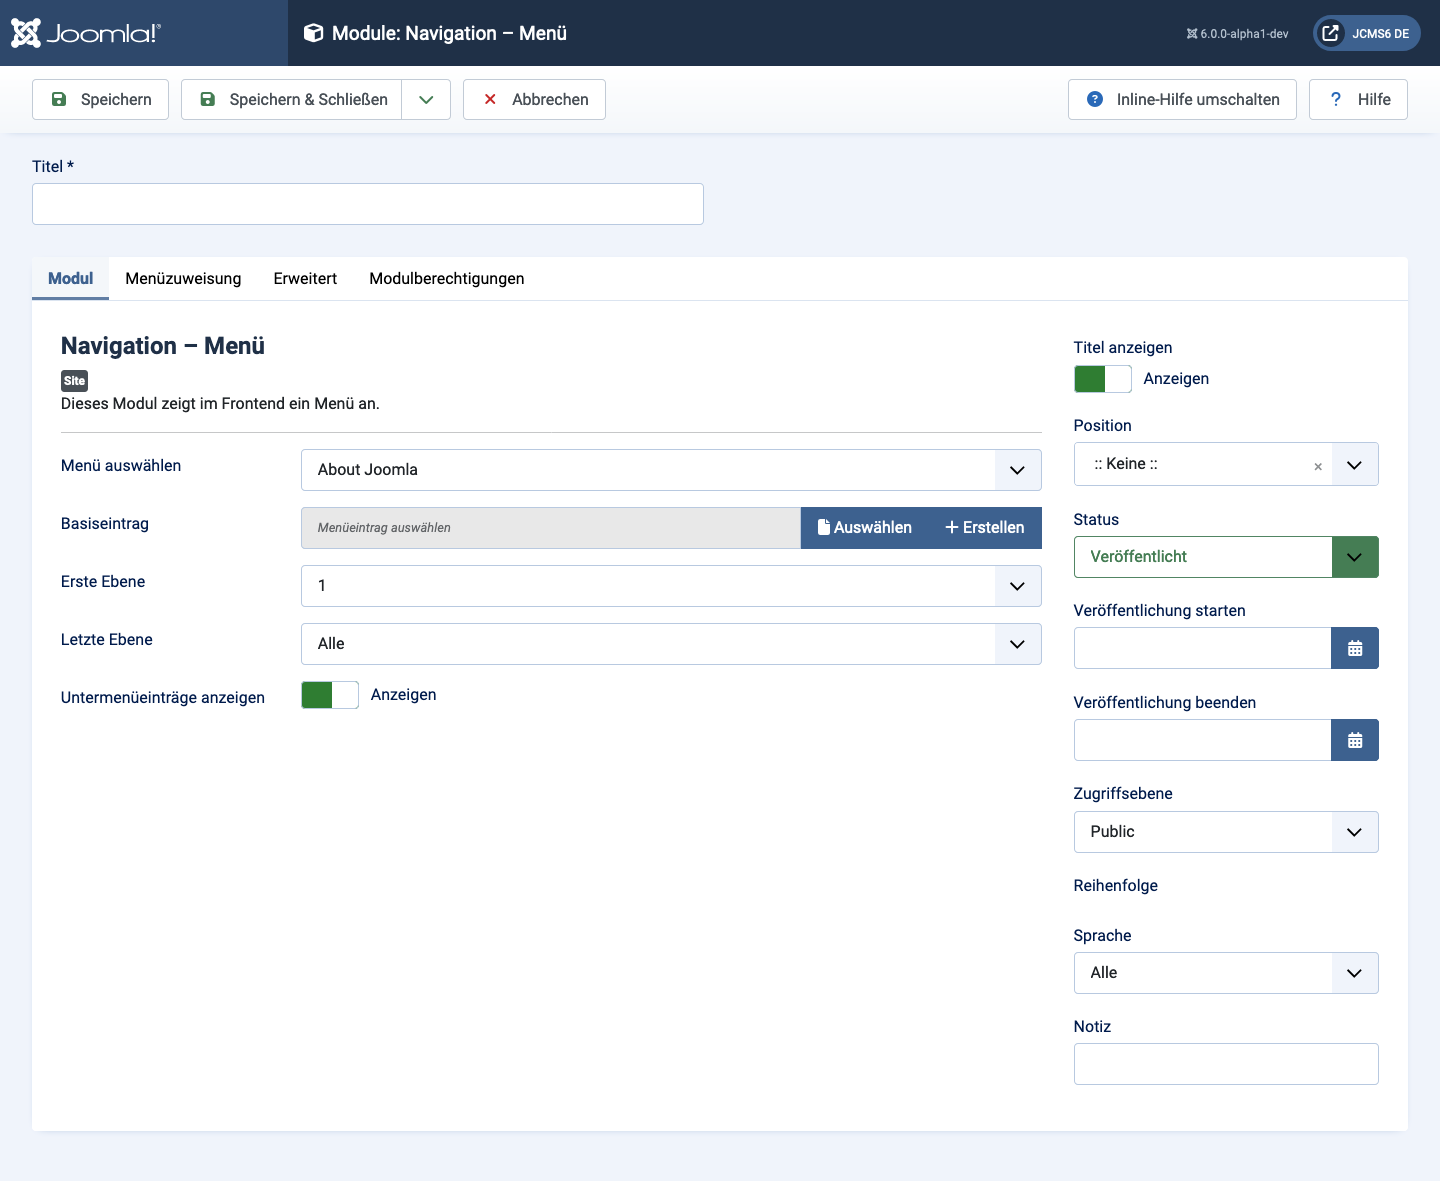 Joomla!®
Module: Navigation – Menü
6.0.0-alpha1-dev
JCMS6 DE
Speichern
Speichern & Schließen
Abbrechen
Inline-Hilfe umschalten
? Hilfe
Titel *
Modul
Menüzuweisung
Erweitert
Modulberechtigungen
Navigation – Menü
Site
Dieses Modul zeigt im Frontend ein Menü an.
Menü auswählen
About Joomla
Basiseintrag
Menüeintrag auswählen
Auswählen
Erstellen
Erste Ebene
1
Letzte Ebene
Alle
Untermenüeinträge anzeigen
Anzeigen
Titel anzeigen
Anzeigen
Position
:: Keine ::
×
Status
Veröffentlicht
Veröffentlichung starten
Veröffentlichung beenden
Zugriffsebene
Public
Reihenfolge
Sprache
Alle
Notiz